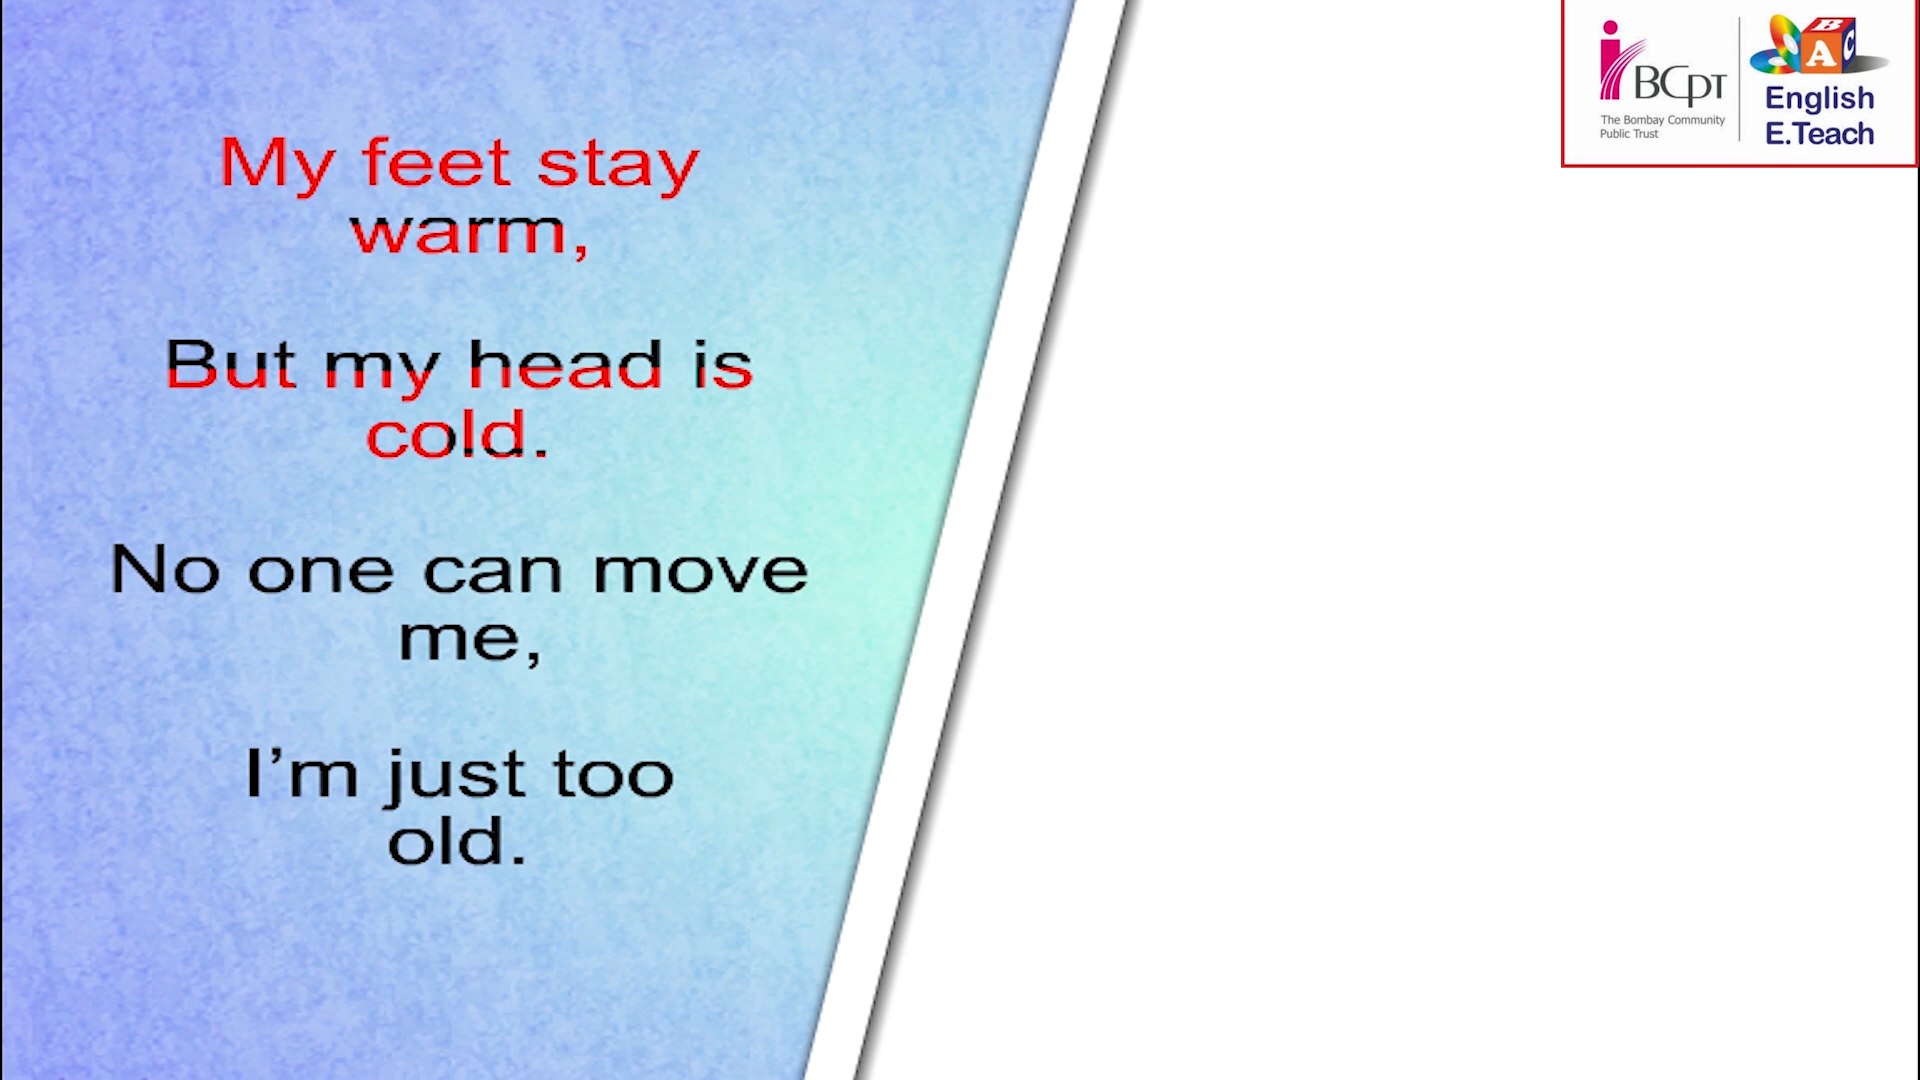 My feet stay
warm,
But my head is
cold.
No one can move
me,
I’m just too
old.
BCPT
The Bombay Community
Public Trust
B
A
C
English
E.Teach